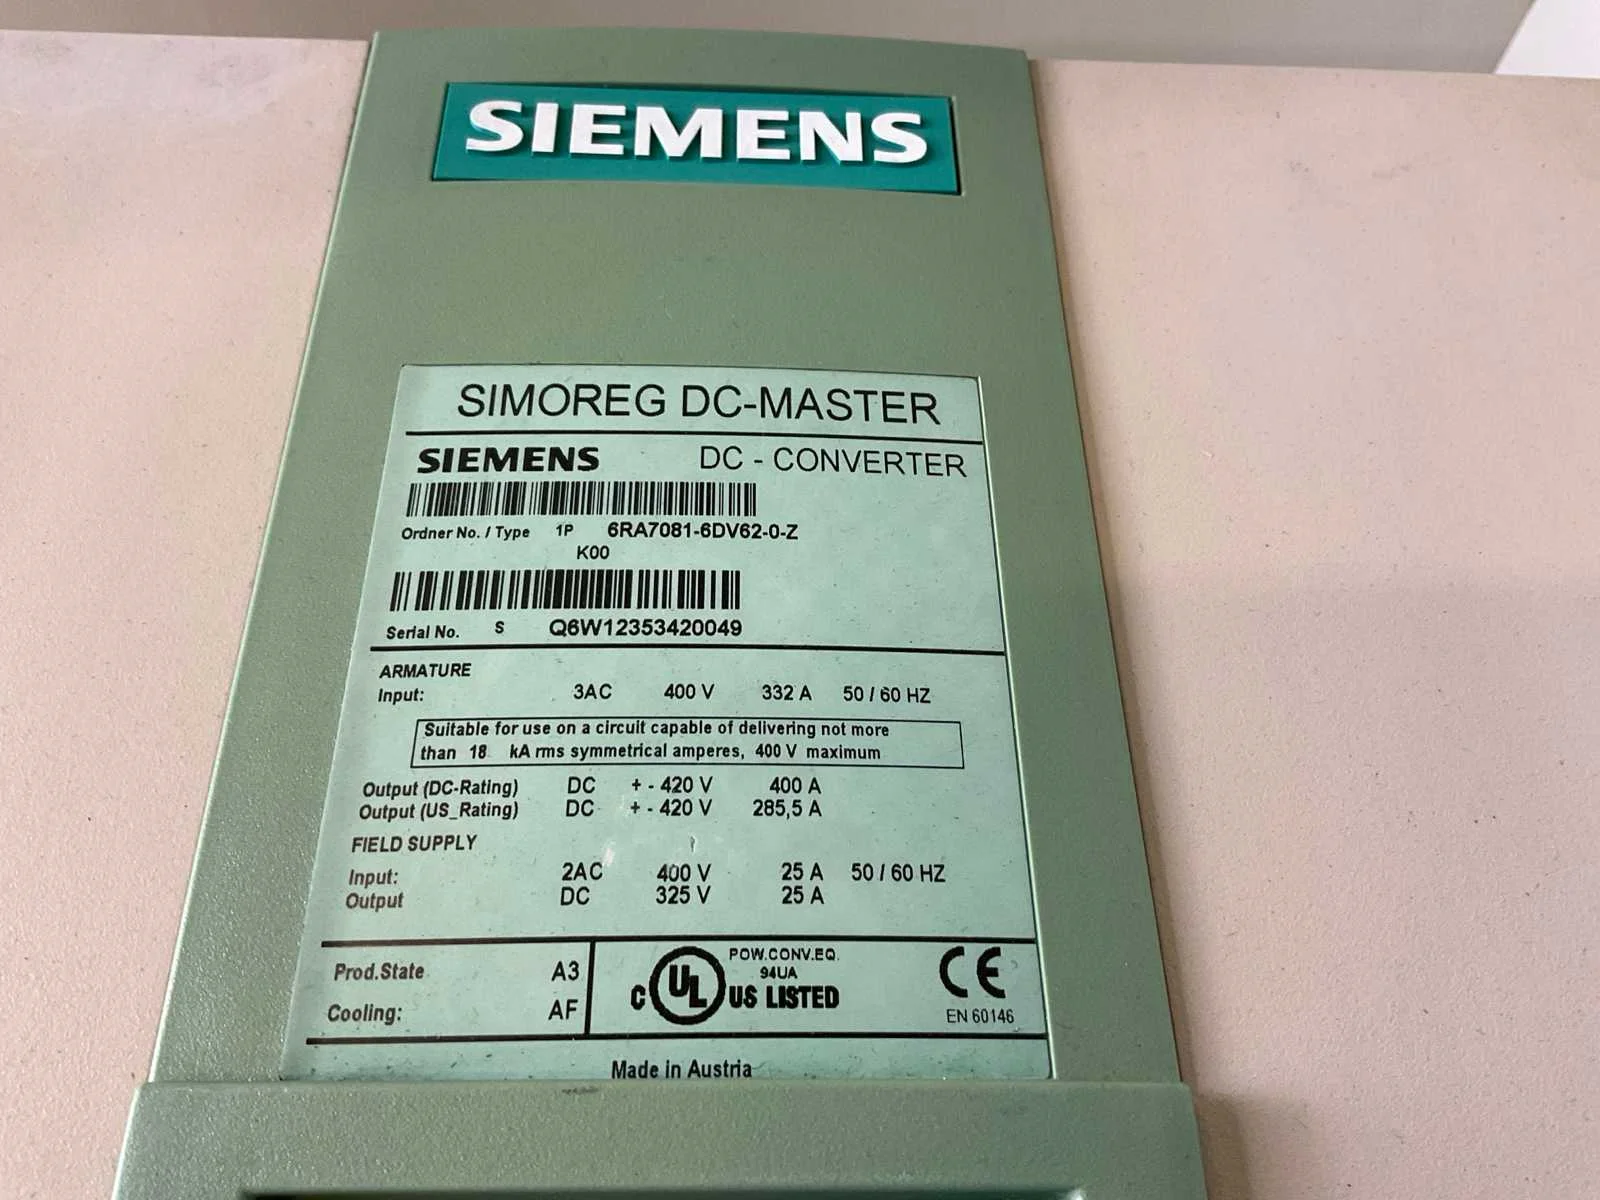 SIEMENS
SIMOREG DC-MASTER
SIEMENS DC - CONVERTER
Ordner No. / Type 1P 6RA7081-6DV62-0-Z
K00
Serial No. S Q6W12353420049
ARMATURE
Input: 3AC 400 V 332 A 50 / 60 HZ
Suitable for use on a circuit capable of delivering not more
than 18 kA rms symmetrical amperes, 400 V maximum
Output (DC-Rating) DC + - 420 V 400 A
Output (US_Rating) DC + - 420 V 285,5 A
FIELD SUPPLY
Input: 2AC 400 V 25 A 50 / 60 HZ
Output DC 325 V 25 A
Prod.State A3
Cooling: AF
POW.CONV.EQ.
94UA
C UL US LISTED
CE
EN 60146
Made in Austria